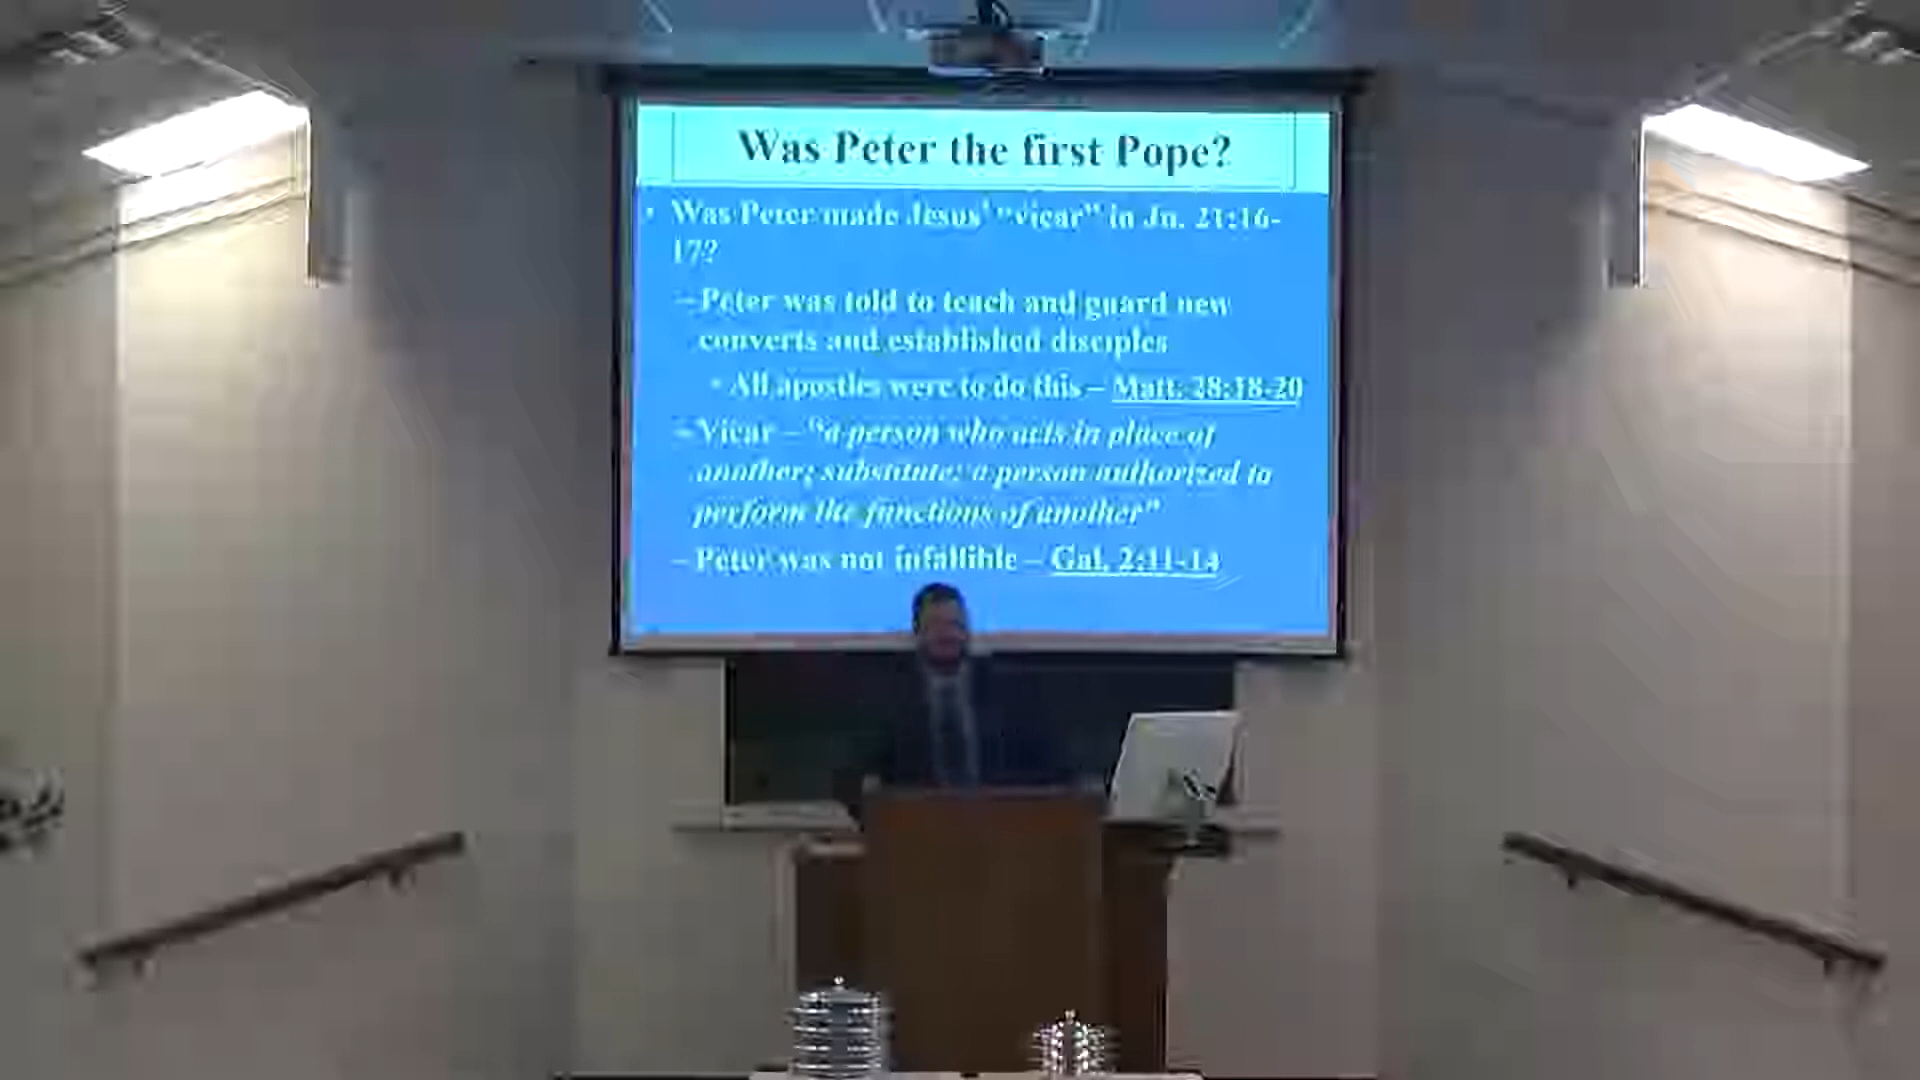 Was Peter the first Pope?
• Was Peter made Jesus' "vicar" in Jn. 21:16-
17?
– Peter was told to teach and guard new
converts and established disciples
• All apostles were to do this – Matt. 28:18-20
– Vicar – "a person who acts in place of
another; substitute; a person authorized to
perform the functions of another"
– Peter was not infallible – Gal. 2:11-14